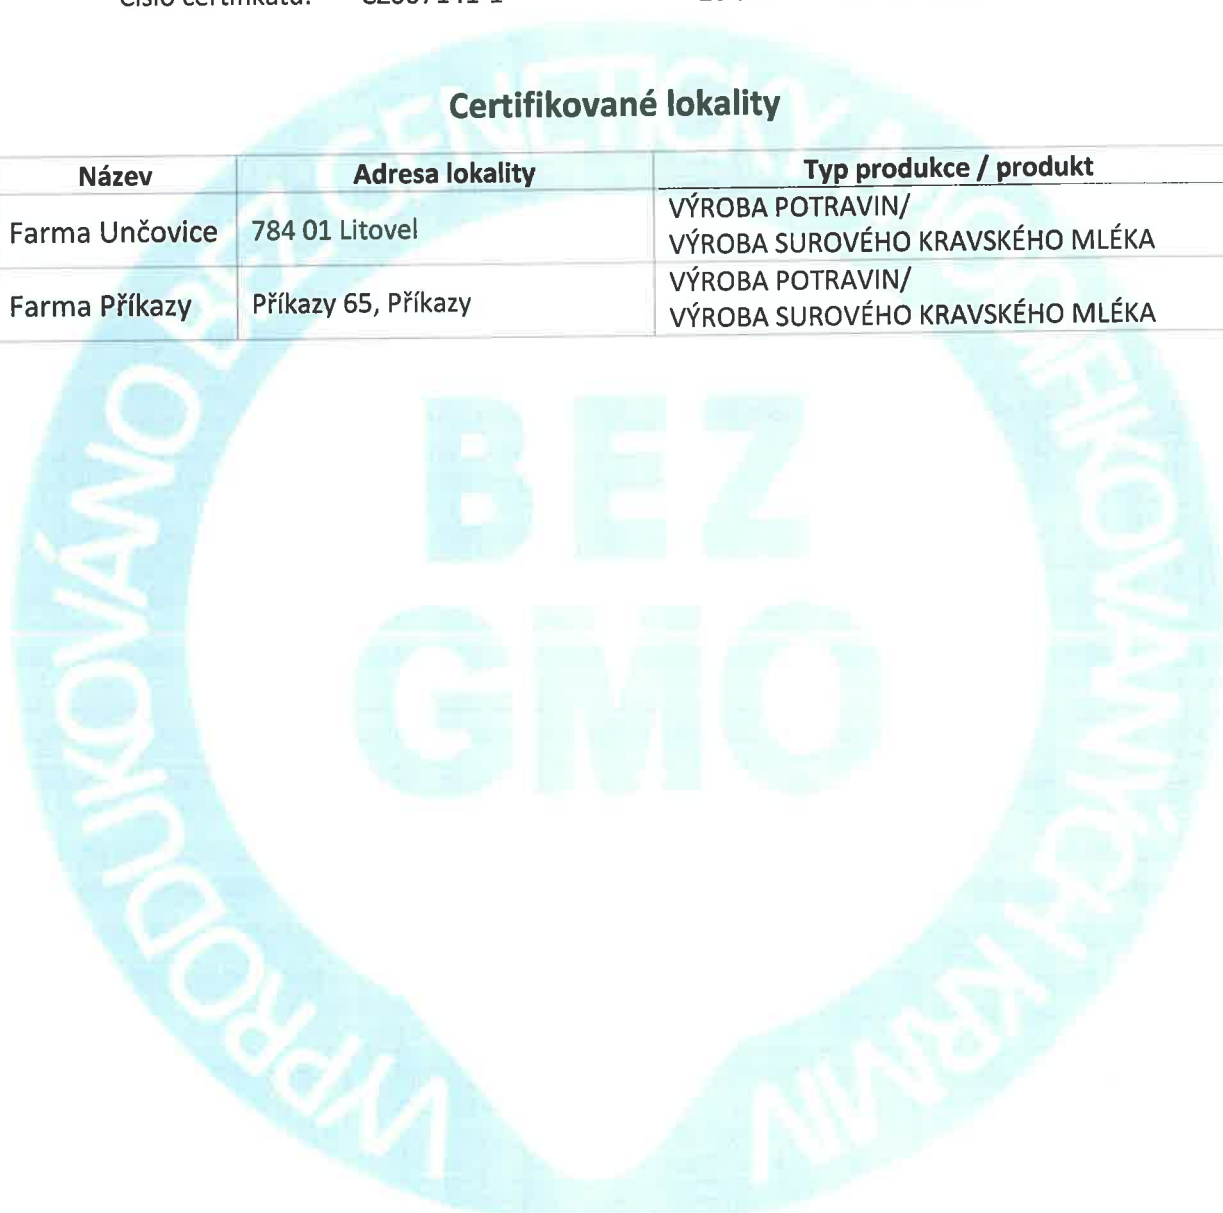 Certifikované lokality
Název Adresa lokality Typ produkce / produkt
Farma Unčovice 784 01 Litovel VÝROBA POTRAVIN/
VÝROBA SUROVÉHO KRAVSKÉHO MLÉKA
Farma Příkazy Příkazy 65, Příkazy VÝROBA POTRAVIN/
VÝROBA SUROVÉHO KRAVSKÉHO MLÉKA
VYPRODUKOVÁNO BEZ GENETICKY MODIFIKOVANÝCH KRMIV
BEZ
GMO